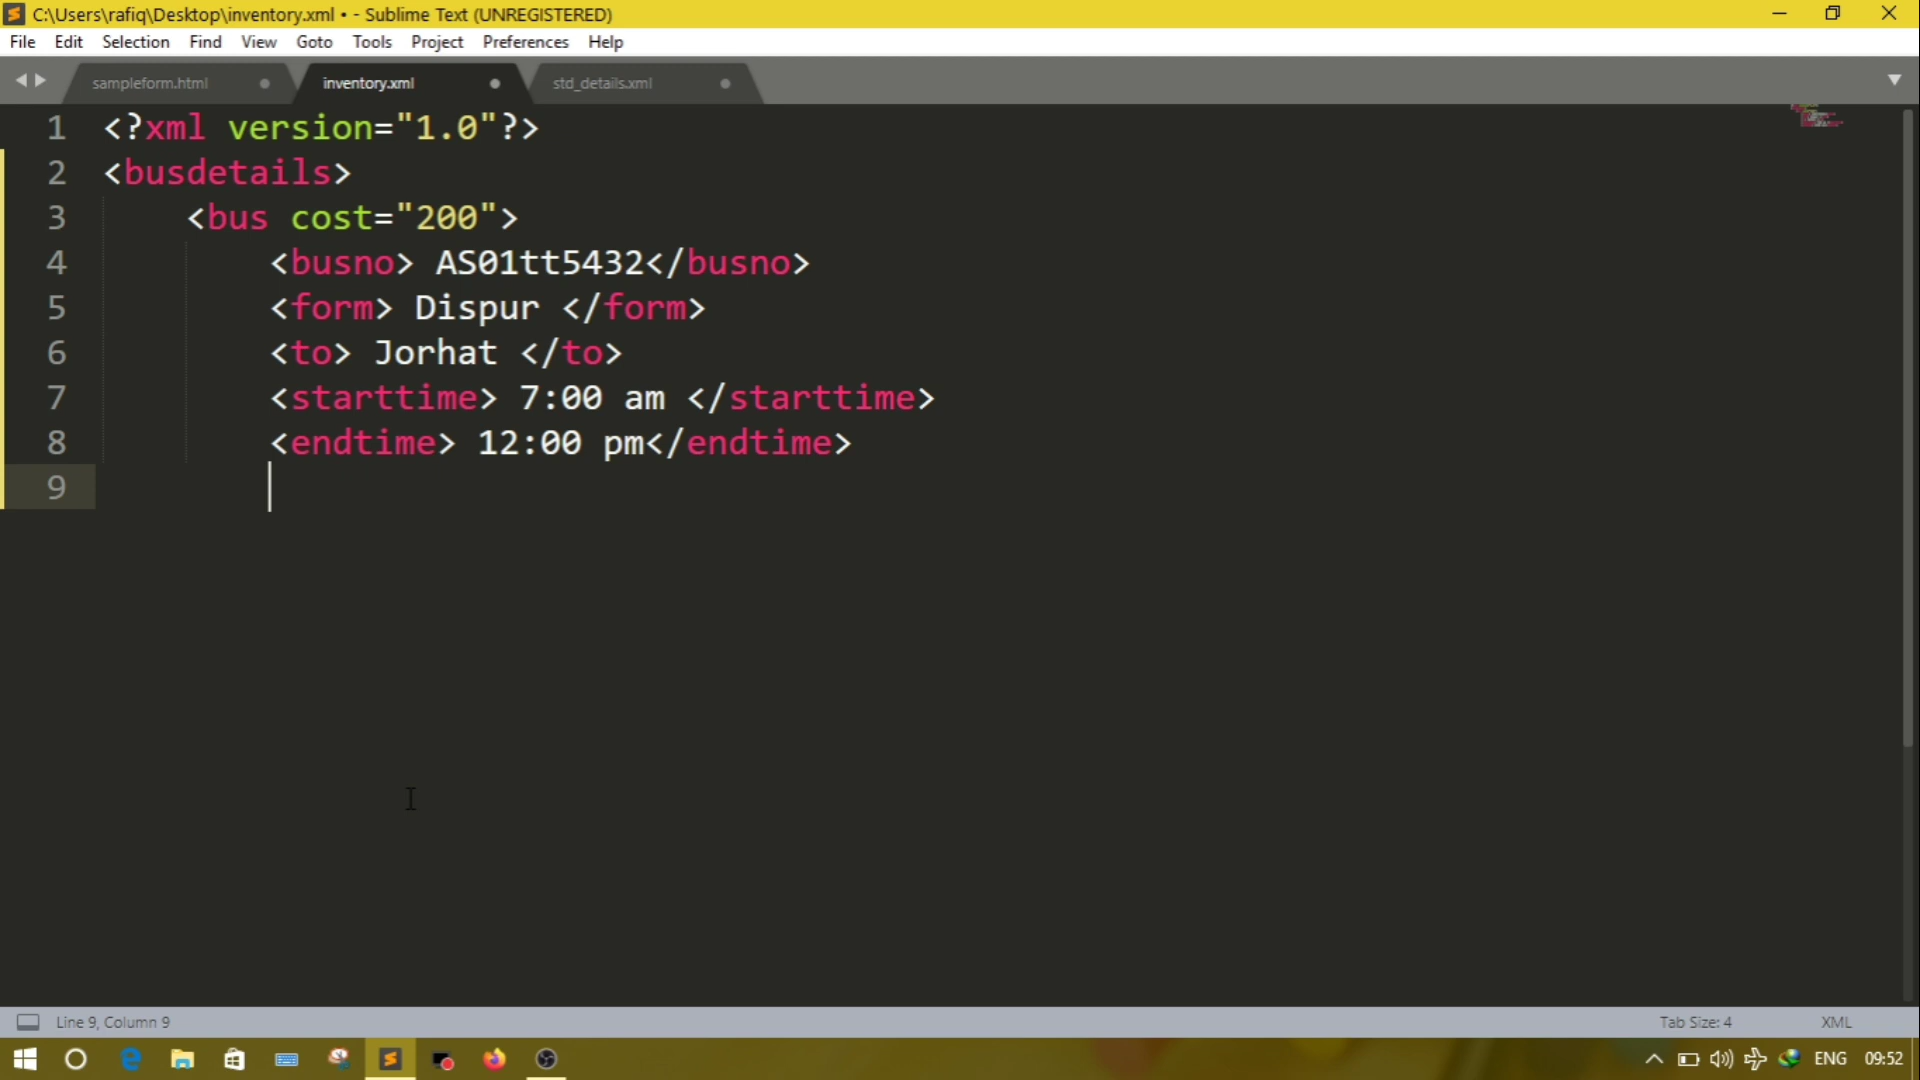 C:\Users\rafiq\Desktop\inventory.xml • - Sublime Text (UNREGISTERED)
File Edit Selection Find View Goto Tools Project Preferences Help
sampleform.html inventory.xml std_details.xml
1 <?xml version="1.0"?>
2 <busdetails>
3 <bus cost="200">
4 <busno> AS01tt5432</busno>
5 <form> Dispur </form>
6 <to> Jorhat </to>
7 <starttime> 7:00 am </starttime>
8 <endtime> 12:00 pm</endtime>
9
Line 9, Column 9 Tab Size: 4 XML
ENG 09:52